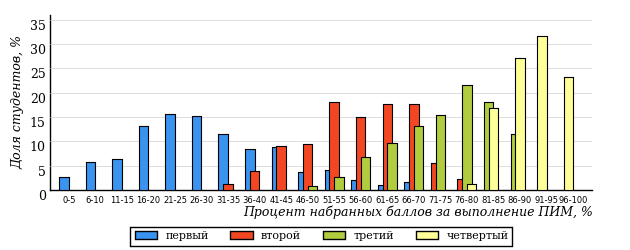 35
30
25
20
15
10
5
0
Доля студентов, %
0-5 6-10 11-15 16-20 21-25 26-30 31-35 36-40 41-45 46-50 51-55 56-60 61-65 66-70 71-75 76-80 81-85 86-90 91-95 96-100
Процент набранных баллов за выполнение ПИМ, %
первый второй третий четвертый